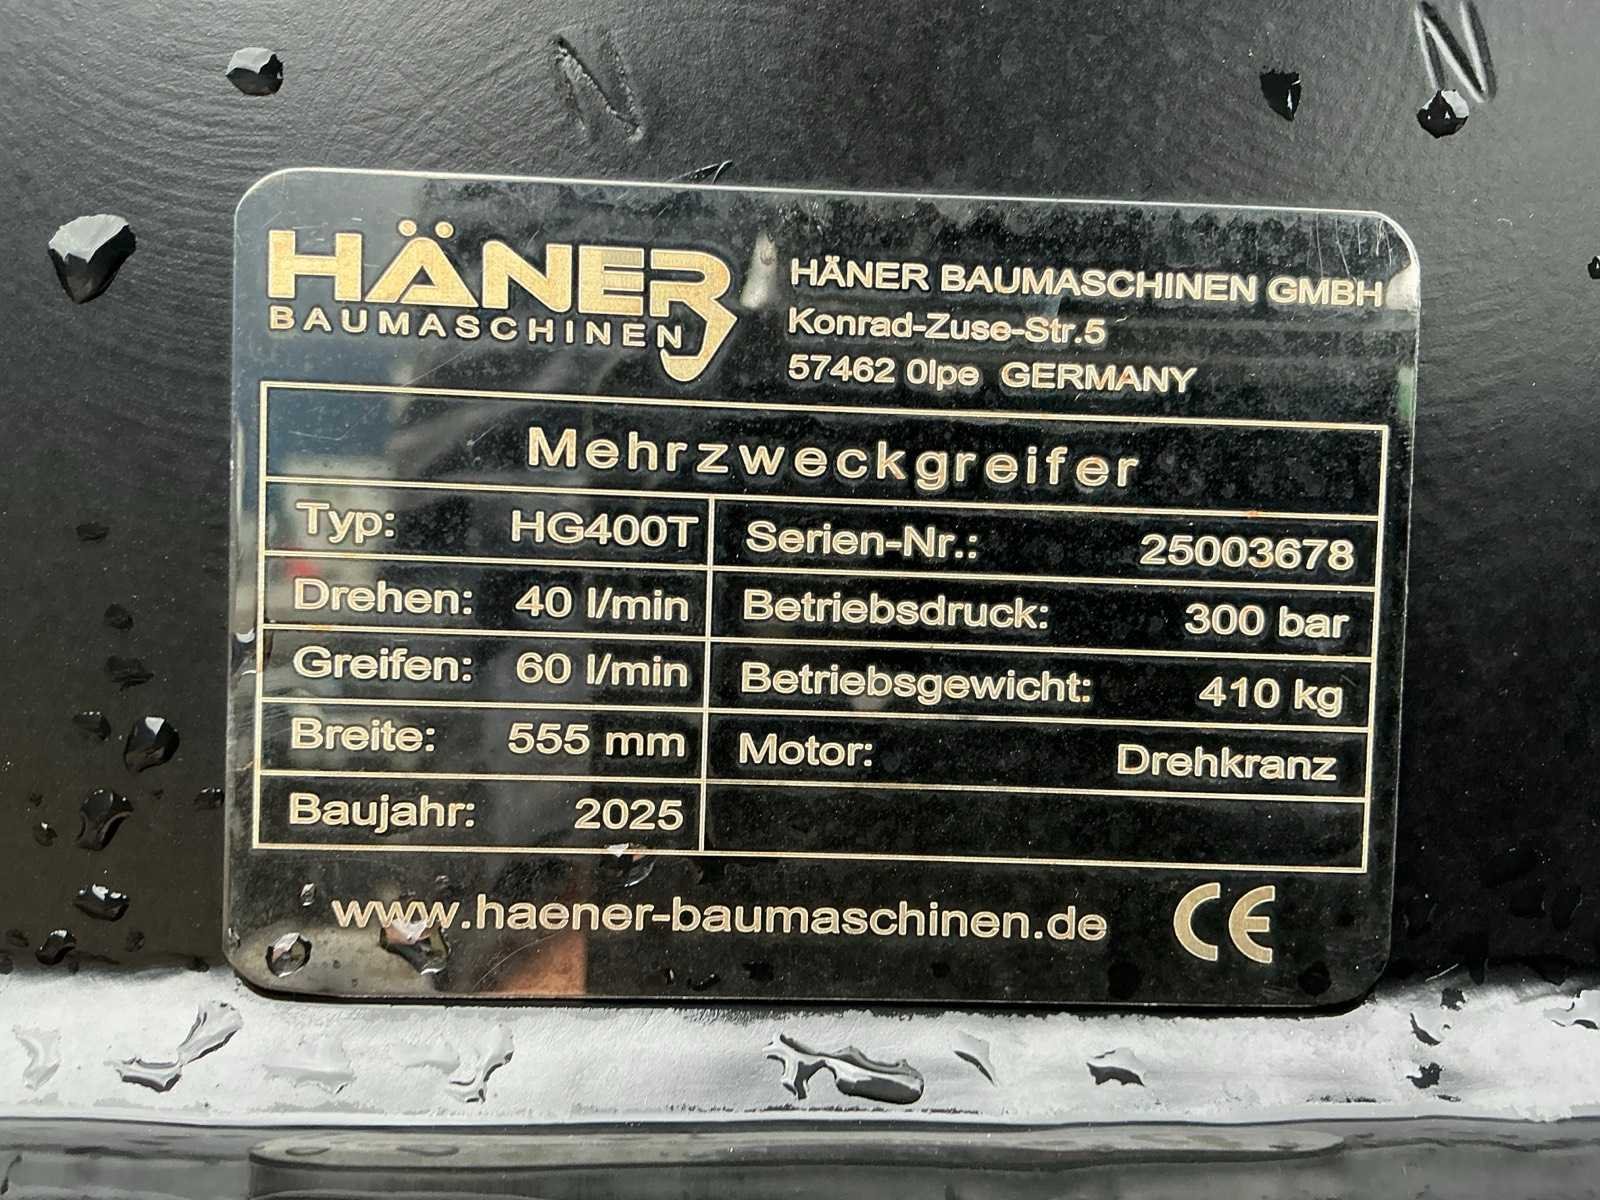 HÄNER
BAUMASCHINEN
HÄNER BAUMASCHINEN GMBH
Konrad-Zuse-Str.5
57462 Olpe GERMANY
Mehrzweckgreifer
Typ: HG400T Serien-Nr.: 25003678
Drehen: 40 l/min Betriebsdruck: 300 bar
Greifen: 60 l/min Betriebsgewicht: 410 kg
Breite: 555 mm Motor: Drehkranz
Baujahr: 2025
www.haener-baumaschinen.de CE